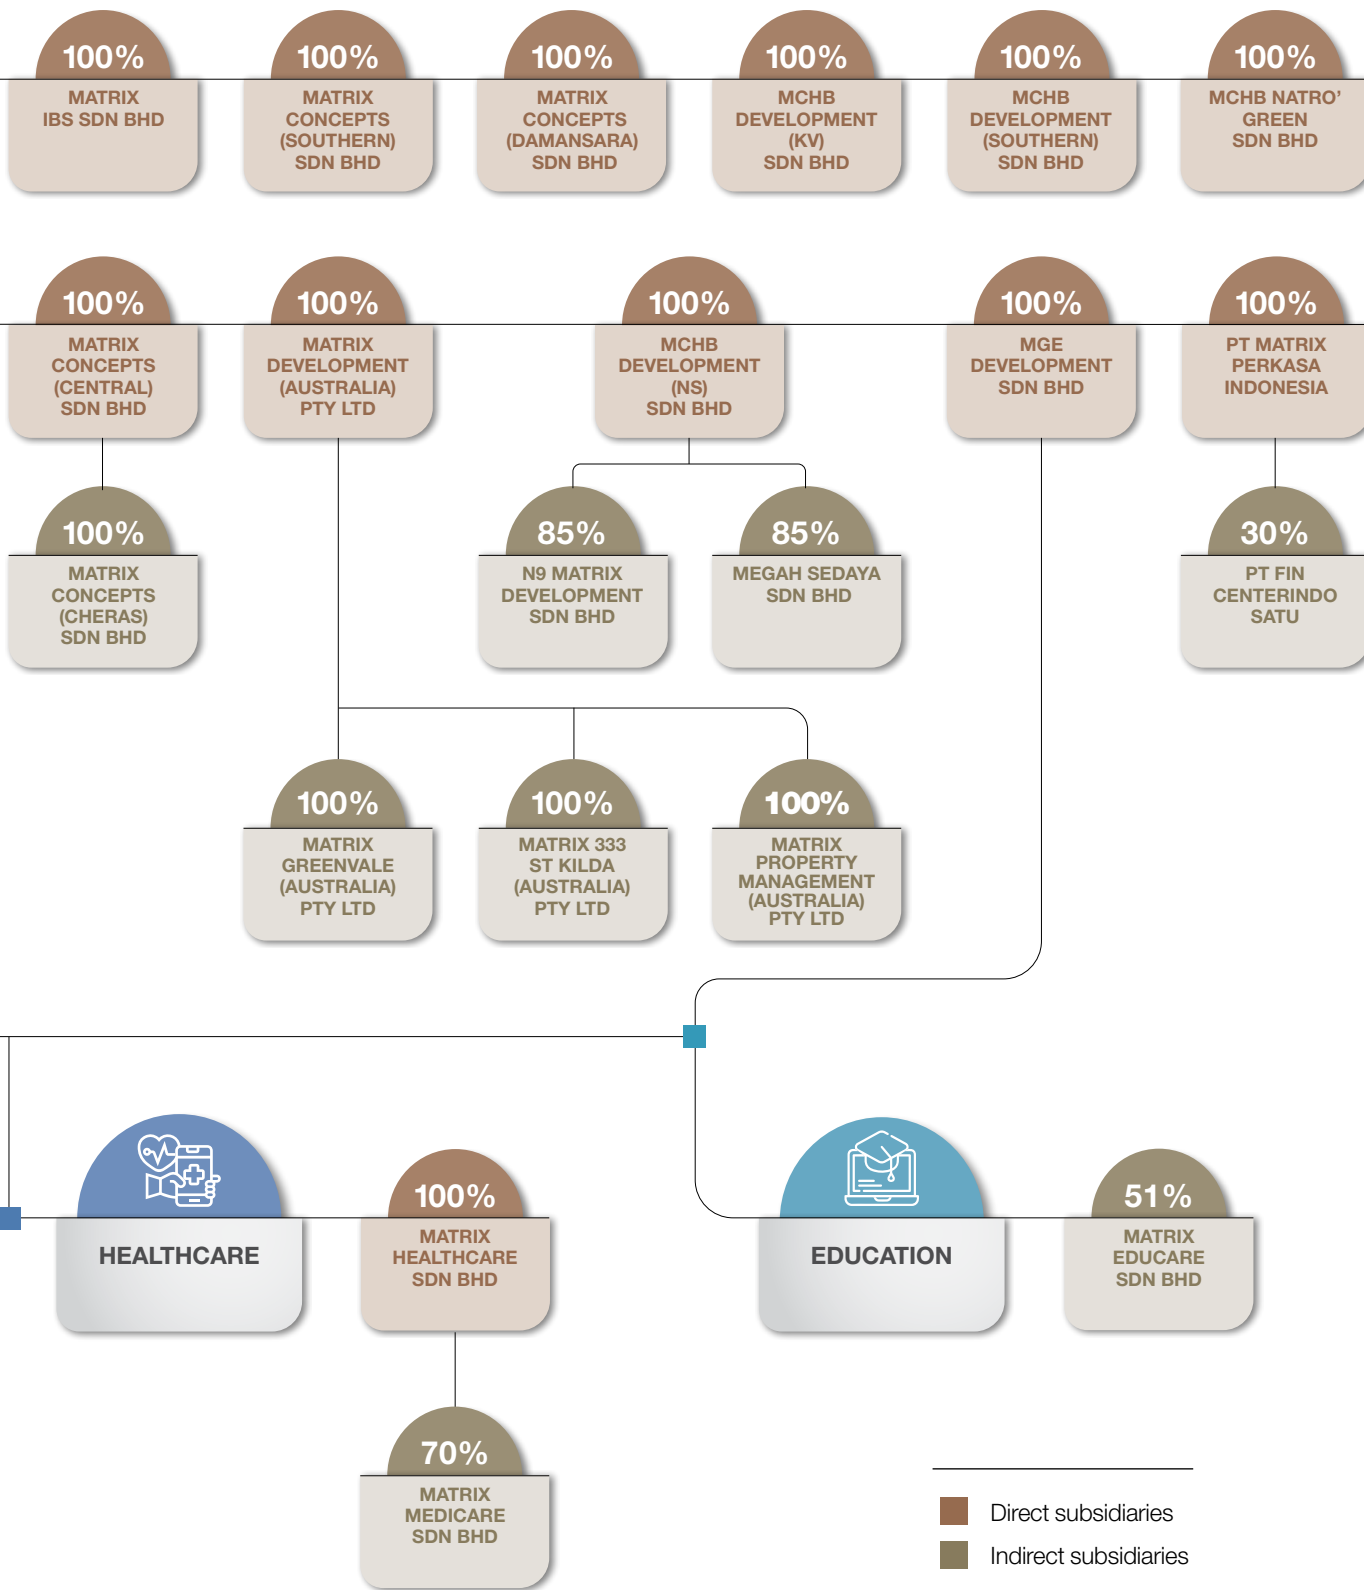 100%
MATRIX
IBS SDN BHD
100%
MATRIX
CONCEPTS
(SOUTHERN)
SDN BHD
100%
MATRIX
CONCEPTS
(DAMANSARA)
SDN BHD
100%
MCHB
DEVELOPMENT
(KV)
SDN BHD
100%
MCHB
DEVELOPMENT
(SOUTHERN)
SDN BHD
100%
MCHB NATRO’
GREEN
SDN BHD
100%
MATRIX
CONCEPTS
(CENTRAL)
SDN BHD
100%
MATRIX
DEVELOPMENT
(AUSTRALIA)
PTY LTD
100%
MCHB
DEVELOPMENT
(NS)
SDN BHD
100%
MGE
DEVELOPMENT
SDN BHD
100%
PT MATRIX
PERKASA
INDONESIA
100%
MATRIX
CONCEPTS
(CHERAS)
SDN BHD
85%
N9 MATRIX
DEVELOPMENT
SDN BHD
85%
MEGAH SEDAYA
SDN BHD
30%
PT FIN
CENTERINDO
SATU
100%
MATRIX
GREENVALE
(AUSTRALIA)
PTY LTD
100%
MATRIX 333
ST KILDA
(AUSTRALIA)
PTY LTD
100%
MATRIX
PROPERTY
MANAGEMENT
(AUSTRALIA)
PTY LTD
HEALTHCARE
100%
MATRIX
HEALTHCARE
SDN BHD
EDUCATION
51%
MATRIX
EDUCARE
SDN BHD
70%
MATRIX
MEDICARE
SDN BHD
Direct subsidiaries
Indirect subsidiaries